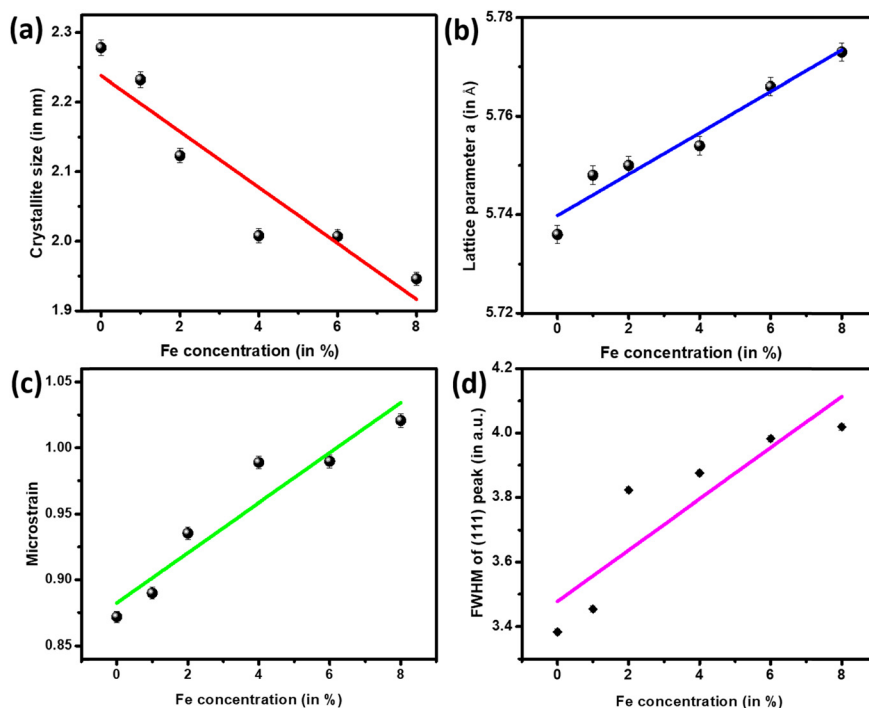 (a)
2.3
2.2
2.1
2.0
1.9
Crystallite size (in nm)
0 2 4 6 8
Fe concentration (in %)
(b)
5.78
5.76
5.74
5.72
Lattice parameter a (in Å)
0 2 4 6 8
Fe concentration (in %)
(c)
1.05
1.00
0.95
0.90
0.85
Microstrain
0 2 4 6 8
Fe concentration (in %)
(d)
4.2
4.0
3.8
3.6
3.4
FWHM of (111) peak (in a.u.)
0 2 4 6 8
Fe concentration (in %)